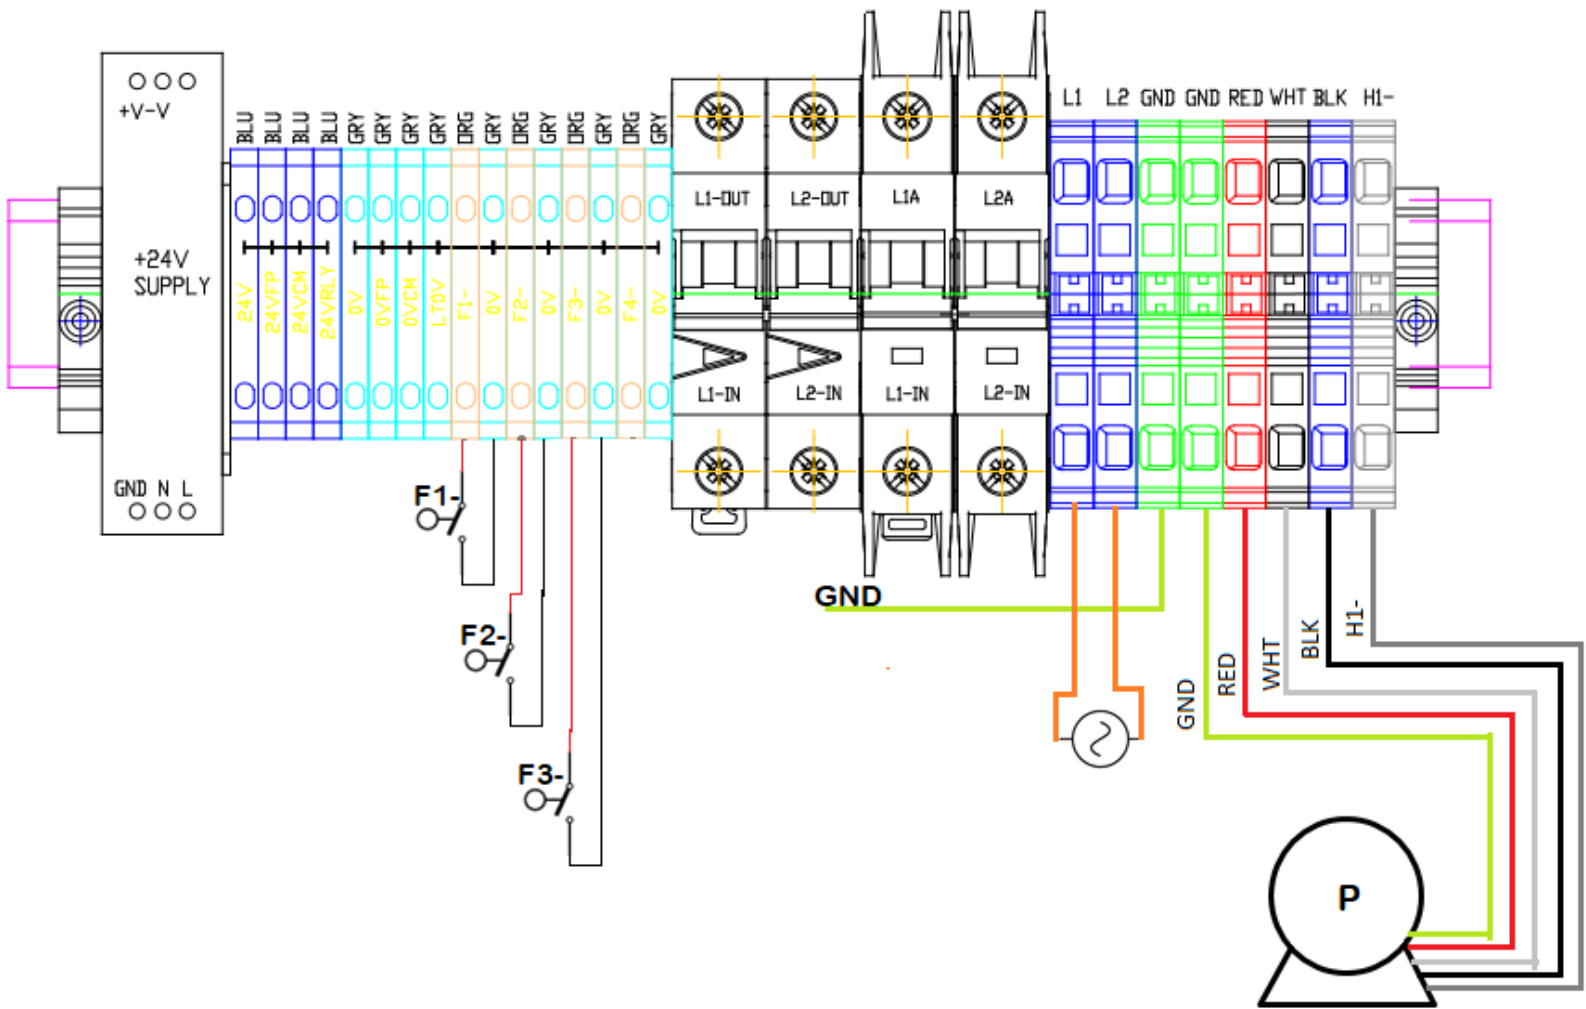 +V-V
+24V
SUPPLY
GND N L
BLU BLU BLU BLU GRY GRY GRY GRY ORG GRY ORG GRY ORG GRY ORG GRY
24V 24VFP 24VCM 24VRLY 0V 0VFP 0VCM LT0V F1- 0V F2- 0V F3- 0V F4- 0V
L1-OUT L2-OUT L1A L2A
L1-IN L2-IN L1-IN L2-IN
L1 L2 GND GND RED WHT BLK H1-
F1-
F2-
F3-
GND
GND RED WHT BLK H1-
P